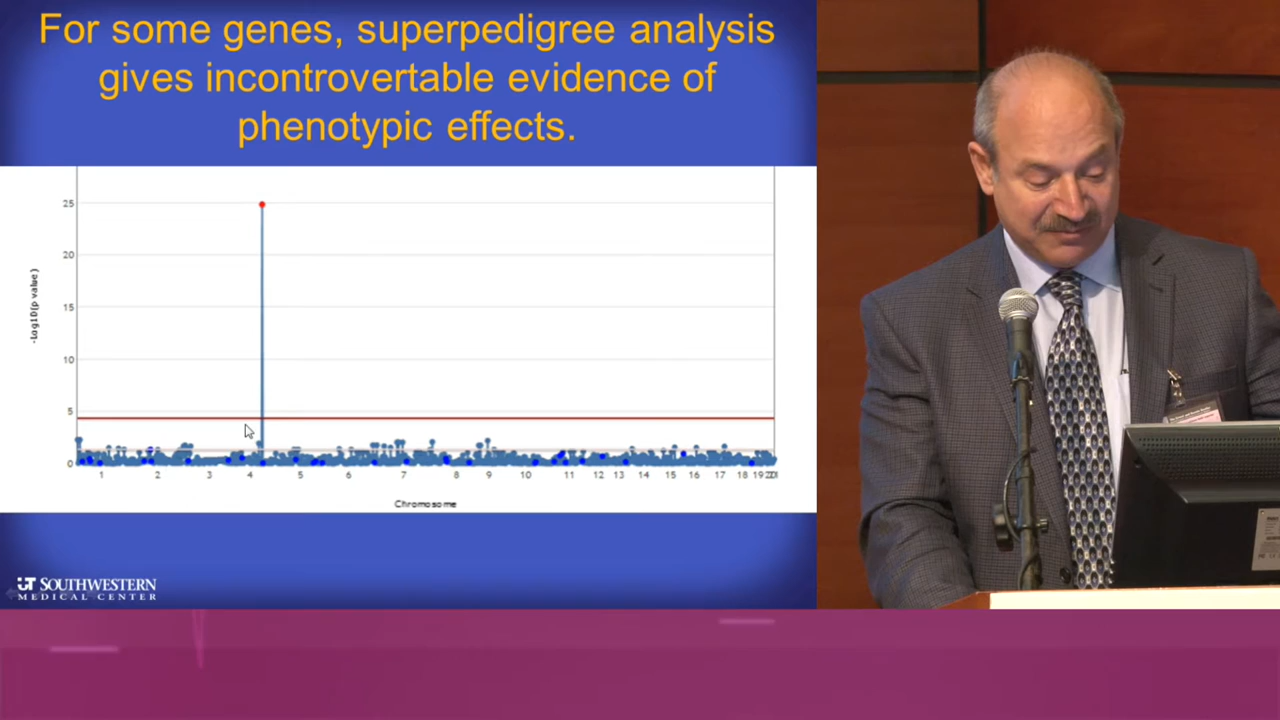 For some genes, superpedigree analysis
gives incontrovertable evidence of
phenotypic effects.
-Log10(p value)
25
20
15
10
5
0
1 2 3 4 5 6 7 8 9 10 11 12 13 14 15 16 17 18 19
Chromosome
UT SOUTHWESTERN
MEDICAL CENTER